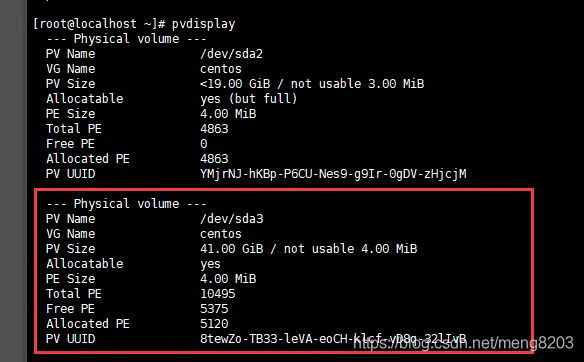 [root@localhost ~]# pvdisplay
--- Physical volume ---
PV Name /dev/sda2
VG Name centos
PV Size <19.00 GiB / not usable 3.00 MiB
Allocatable yes (but full)
PE Size 4.00 MiB
Total PE 4863
Free PE 0
Allocated PE 4863
PV UUID YMjrNJ-hKBp-P6CU-Nes9-g9Ir-0gDV-zHjcjM
--- Physical volume ---
PV Name /dev/sda3
VG Name centos
PV Size 41.00 GiB / not usable 4.00 MiB
Allocatable yes
PE Size 4.00 MiB
Total PE 10495
Free PE 5375
Allocated PE 5120
PV UUID 8tewZo-TB33-leVA-eoCH-klcf-vD8q-32lIvB
https://blog.csdn.net/meng8203